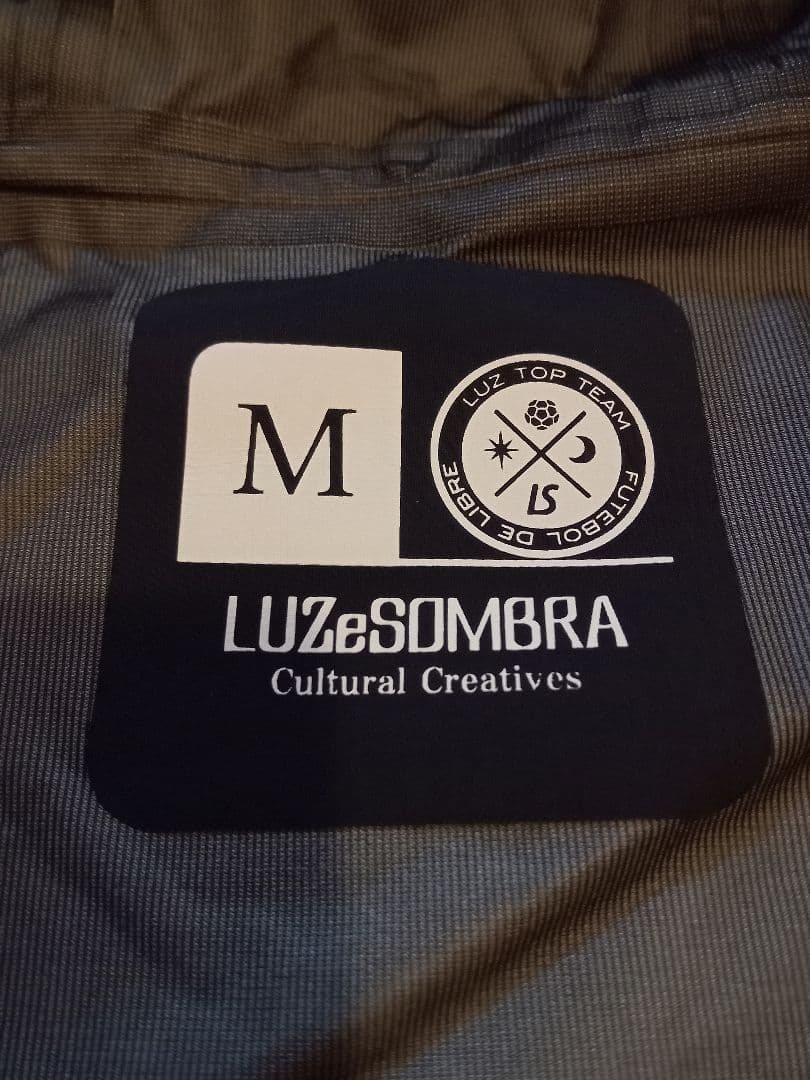 M
LUZ TOP TEAM
FUTEBOL DE LIBRE
LS
LUZeSOMBRA
Cultural Creatives